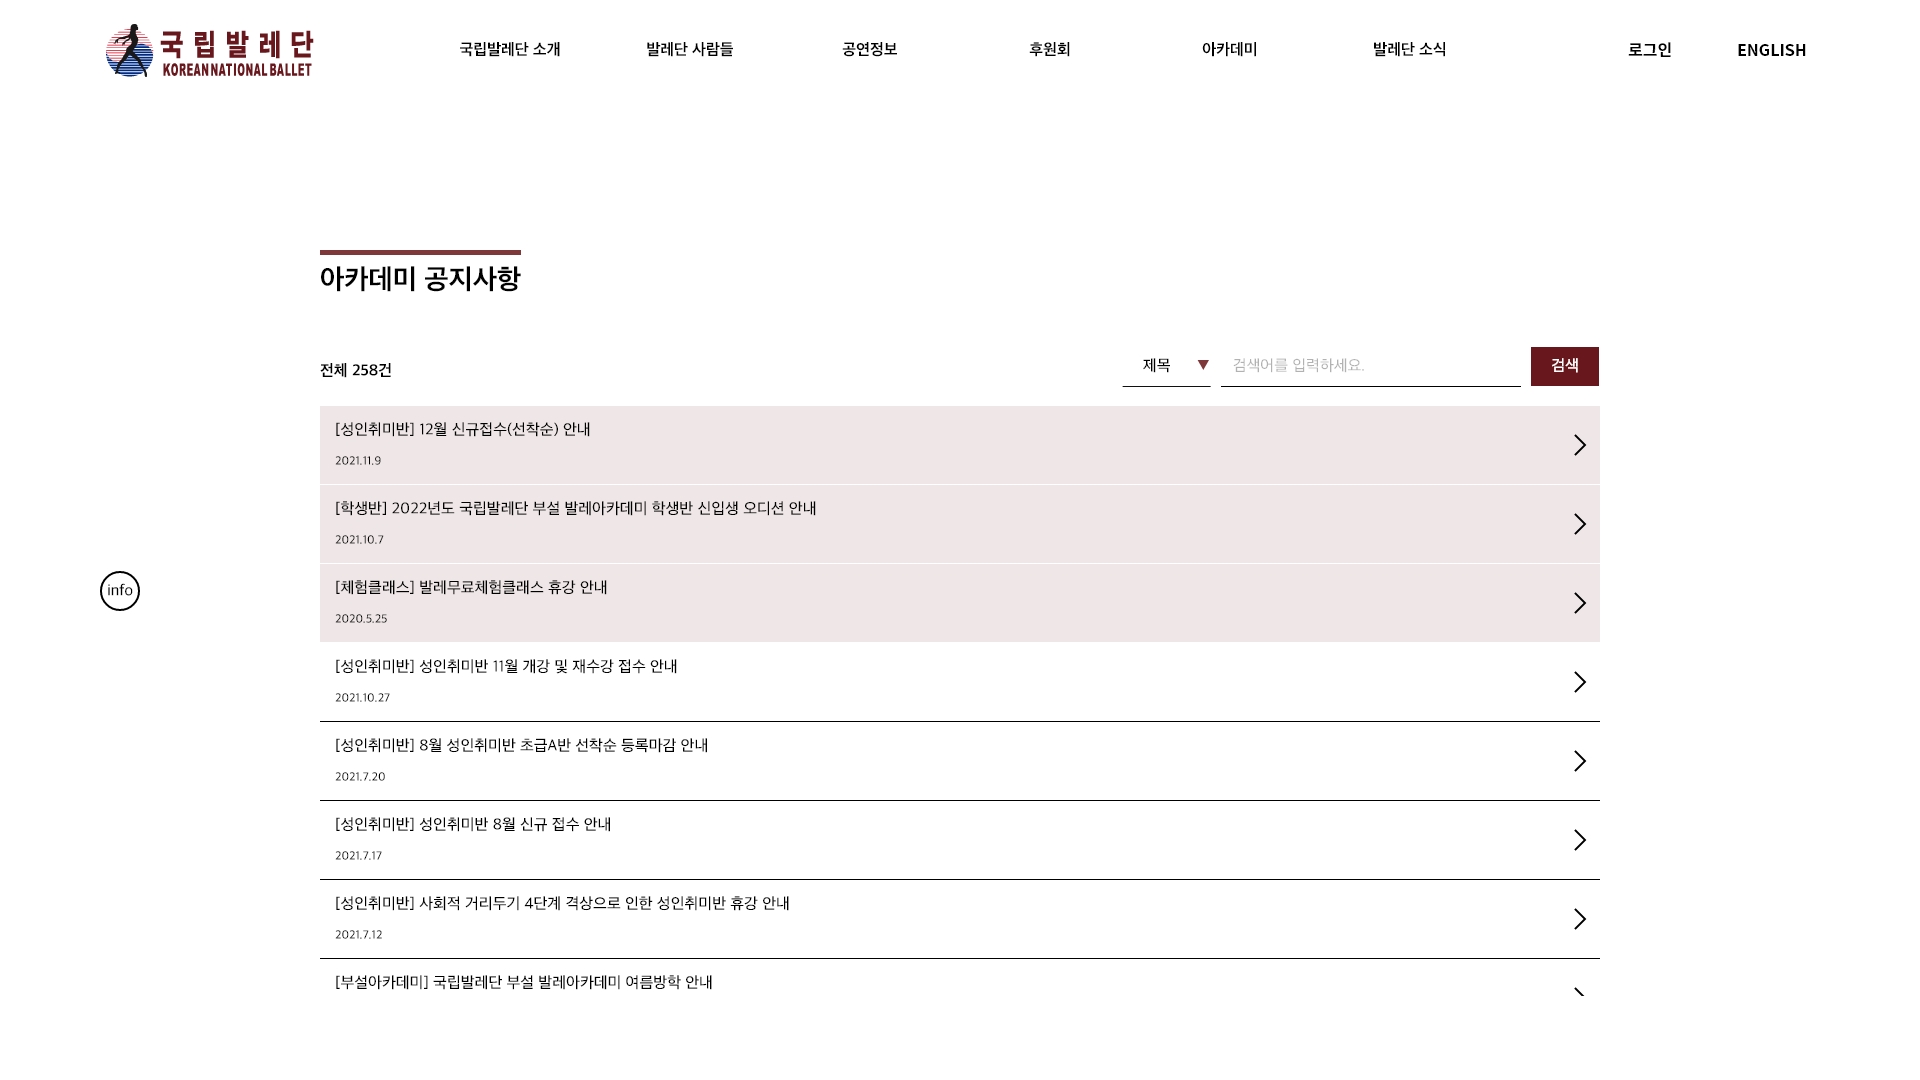 국립발레단
KOREAN NATIONAL BALLET
국립발레단 소개
발레단 사람들
공연정보
후원회
아카데미
발레단 소식
로그인
ENGLISH
아카데미 공지사항
전체 258건
제목 ▼
검색어를 입력하세요.
검색
[성인취미반] 12월 신규접수(선착순) 안내
2021.11.9
[학생반] 2022년도 국립발레단 부설 발레아카데미 학생반 신입생 오디션 안내
2021.10.7
[체험클래스] 발레무료체험클래스 휴강 안내
2020.5.25
info
[성인취미반] 성인취미반 11월 개강 및 재수강 접수 안내
2021.10.27
[성인취미반] 8월 성인취미반 초급A반 선착순 등록마감 안내
2021.7.20
[성인취미반] 성인취미반 8월 신규 접수 안내
2021.7.17
[성인취미반] 사회적 거리두기 4단계 격상으로 인한 성인취미반 휴강 안내
2021.7.12
[부설아카데미] 국립발레단 부설 발레아카데미 여름방학 안내